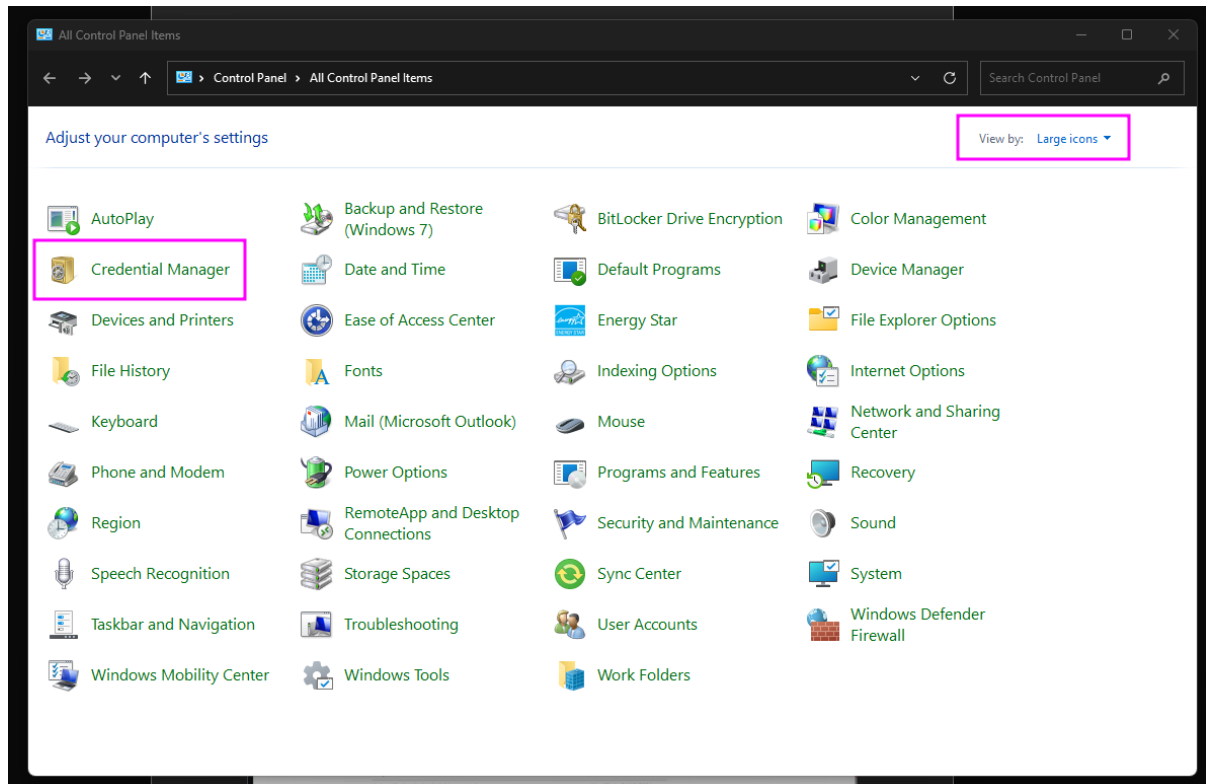 All Control Panel Items
Control Panel › All Control Panel Items
Search Control Panel
Adjust your computer's settings
View by: Large icons
AutoPlay
Backup and Restore
(Windows 7)
BitLocker Drive Encryption
Color Management
Credential Manager
Date and Time
Default Programs
Device Manager
Devices and Printers
Ease of Access Center
Energy Star
File Explorer Options
File History
Fonts
Indexing Options
Internet Options
Keyboard
Mail (Microsoft Outlook)
Mouse
Network and Sharing
Center
Phone and Modem
Power Options
Programs and Features
Recovery
Region
RemoteApp and Desktop
Connections
Security and Maintenance
Sound
Speech Recognition
Storage Spaces
Sync Center
System
Taskbar and Navigation
Troubleshooting
User Accounts
Windows Defender
Firewall
Windows Mobility Center
Windows Tools
Work Folders